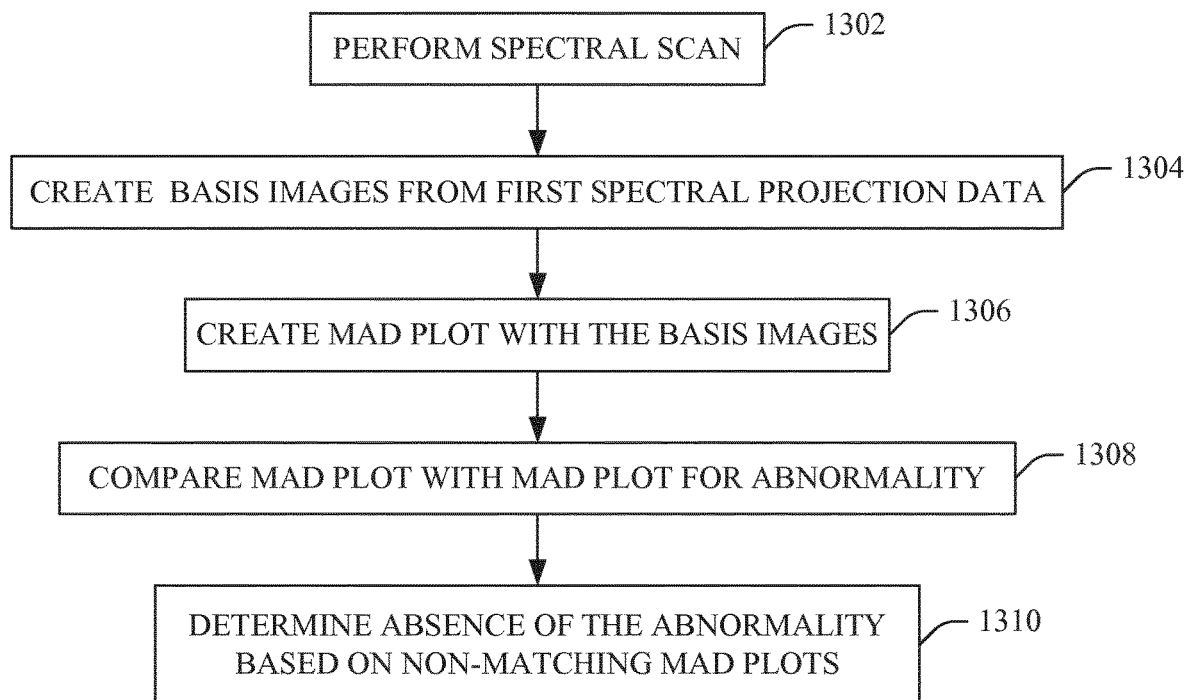 PERFORM SPECTRAL SCAN
1302
CREATE BASIS IMAGES FROM FIRST SPECTRAL PROJECTION DATA
1304
CREATE MAD PLOT WITH THE BASIS IMAGES
1306
COMPARE MAD PLOT WITH MAD PLOT FOR ABNORMALITY
1308
DETERMINE ABSENCE OF THE ABNORMALITY
BASED ON NON-MATCHING MAD PLOTS
1310